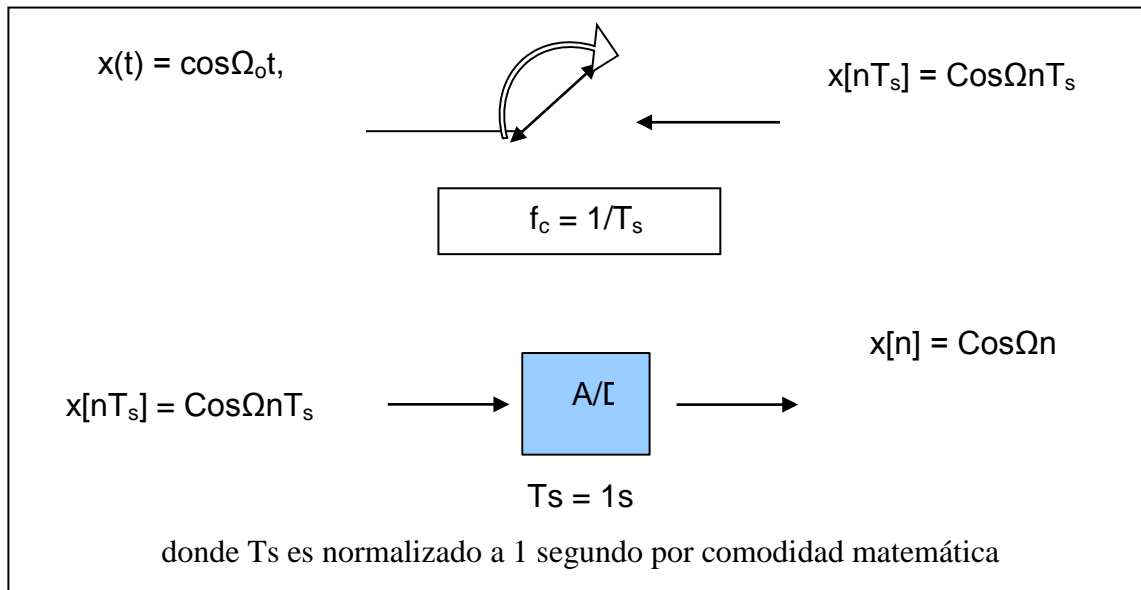 x(t) = cosΩₒt,
x[nTₛ] = CosΩnTₛ
f_c = 1/Tₛ
x[n] = CosΩn
x[nTₛ] = CosΩnTₛ
A/
Ts = 1s
donde Ts es normalizado a 1 segundo por comodidad matemática